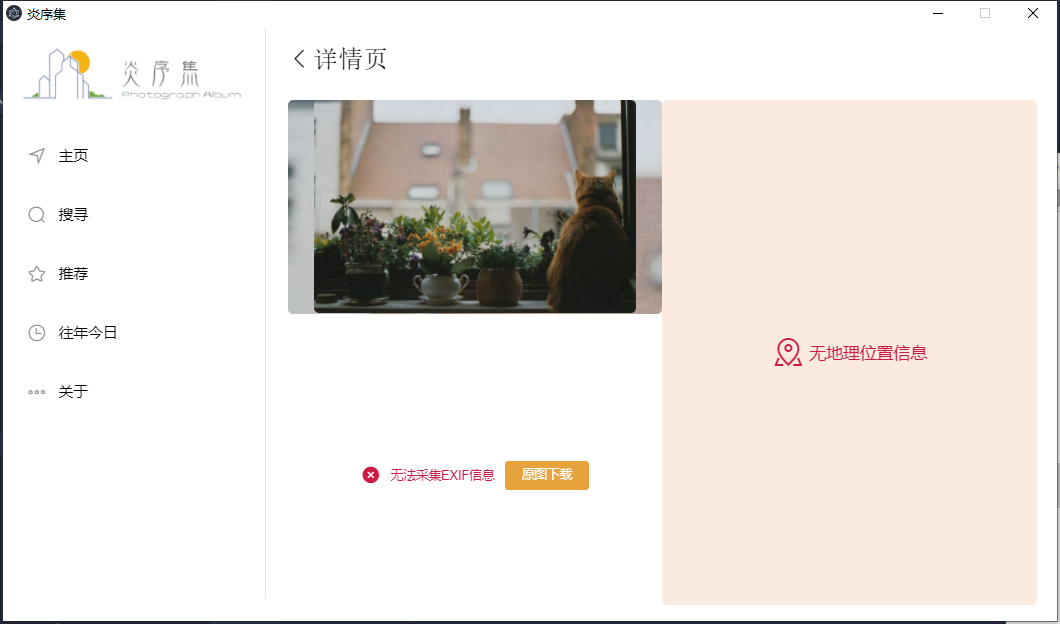 炎序集
炎序集
Photograph Album
主页
搜寻
推荐
往年今日
关于
详情页
无地理位置信息
无法采集EXIF信息
原图下载